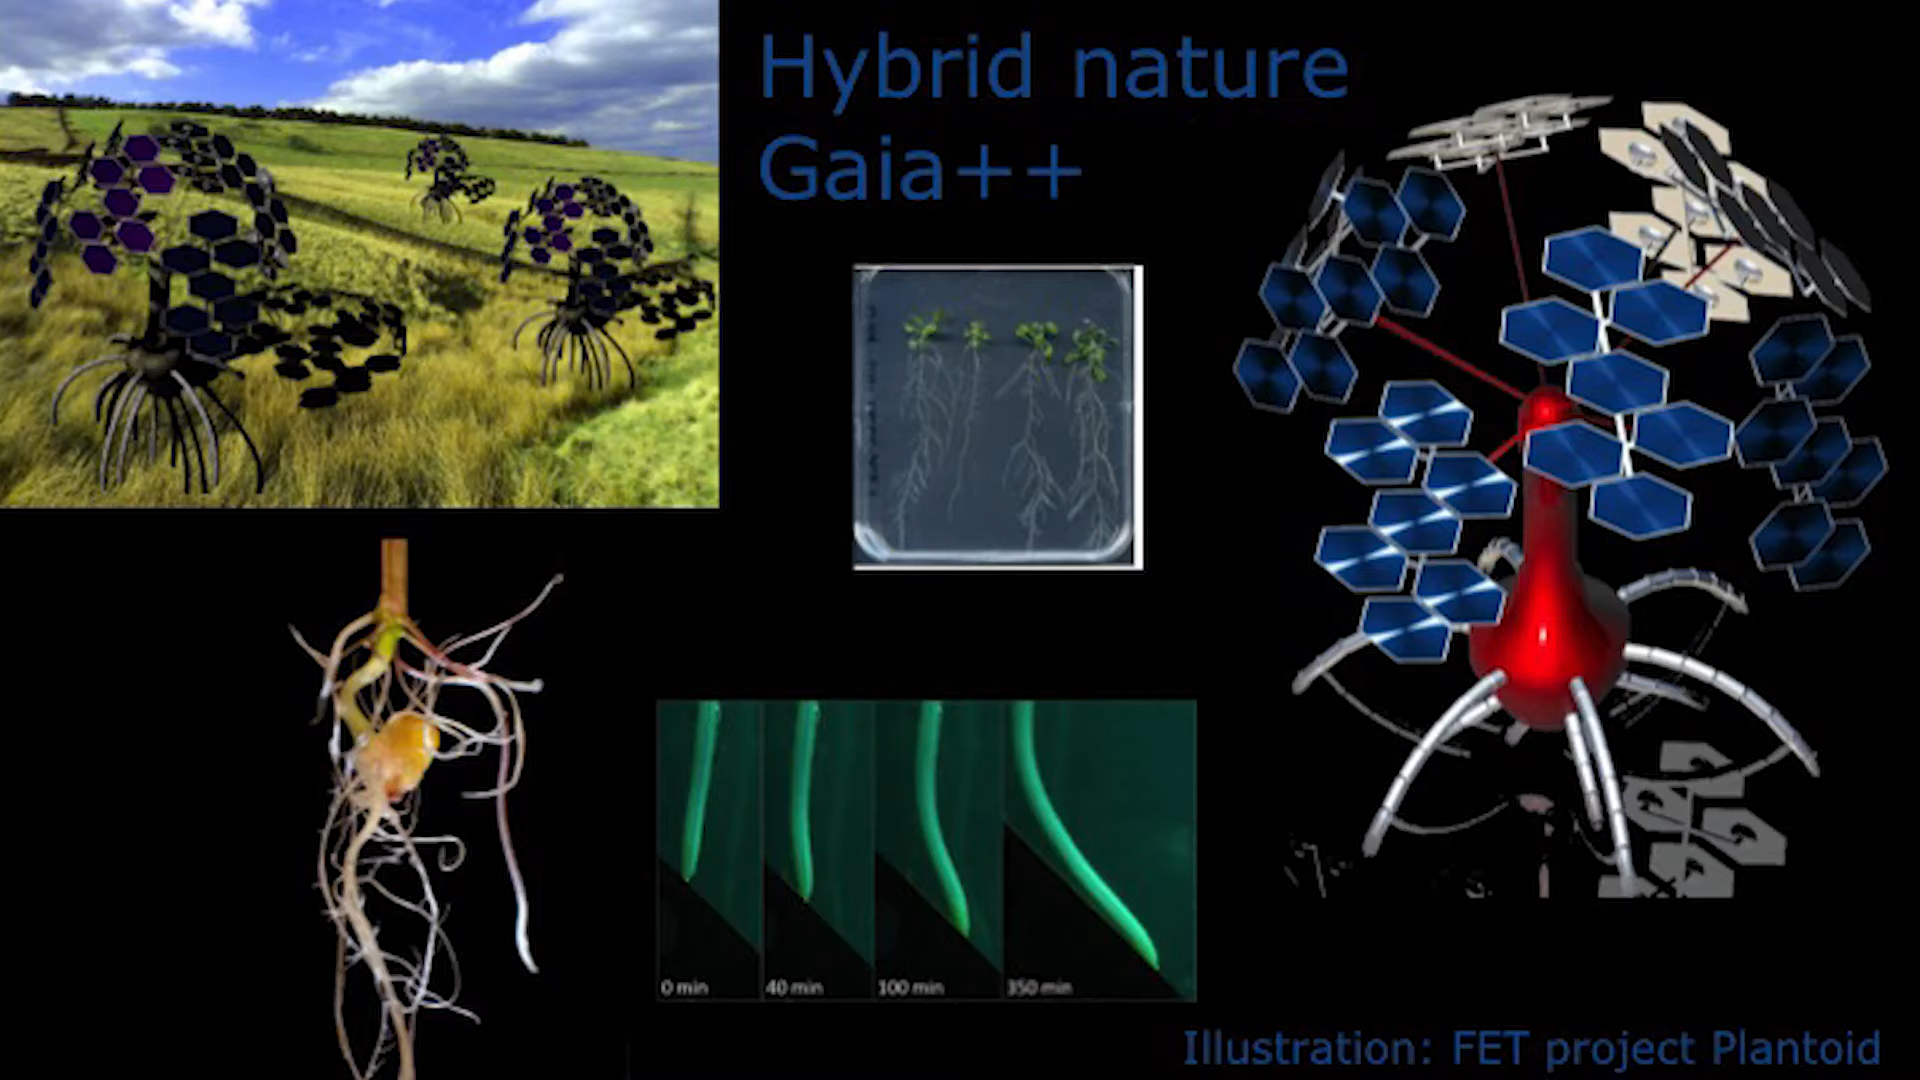 Hybrid nature
Gaia++
0 min
40 min
100 min
350 min
Illustration: FET project Plantoid